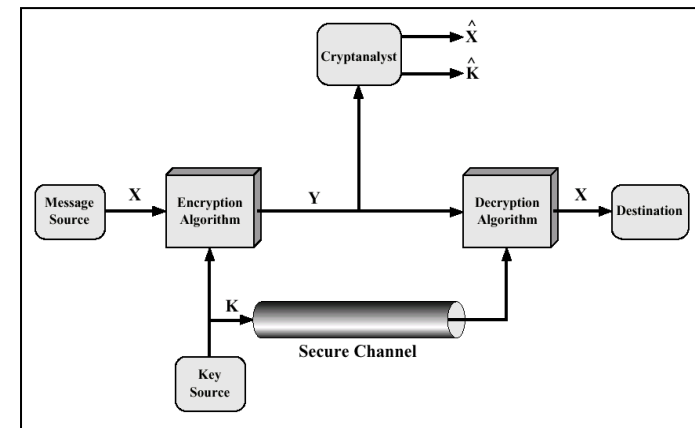 X̂
Cryptanalyst
K̂
X
Y
X
Message
Source
Encryption
Algorithm
Decryption
Algorithm
Destination
K
Secure Channel
Key
Source